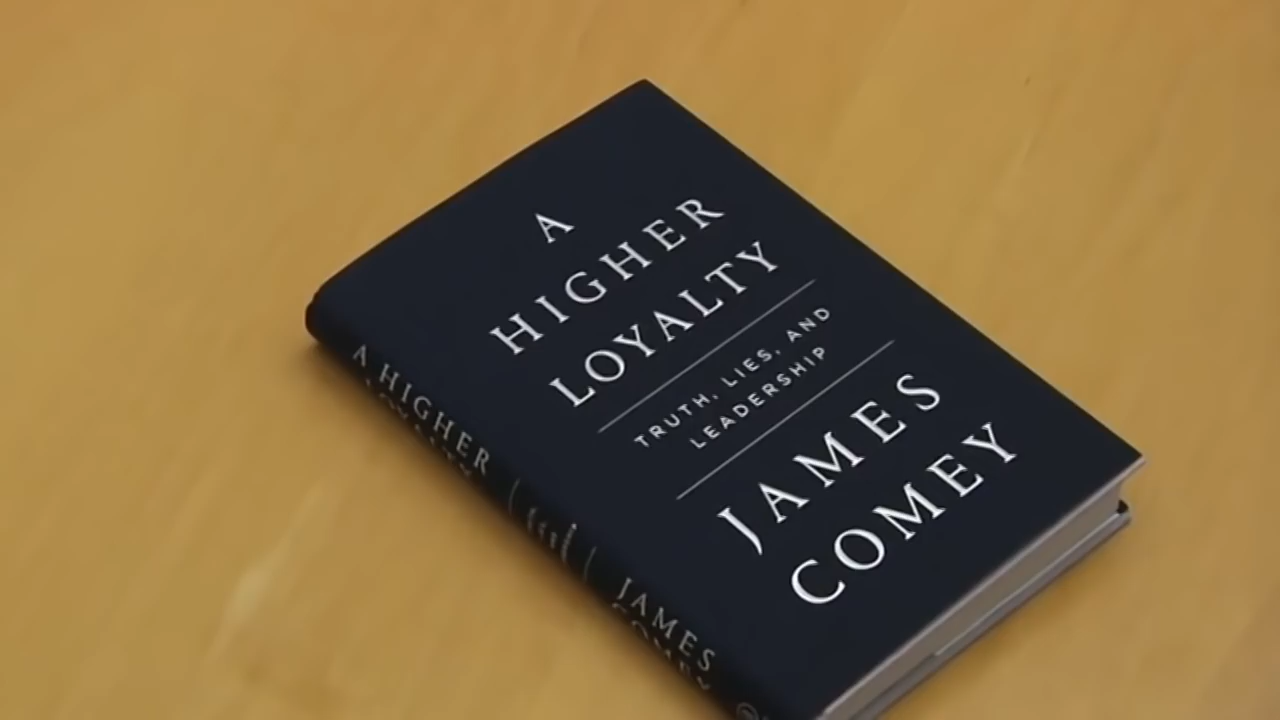 A
HIGHER
LOYALTY
TRUTH, LIES, AND
LEADERSHIP
JAMES
COMEY
A HIGHER
LOYALTY
JAMES
COMEY